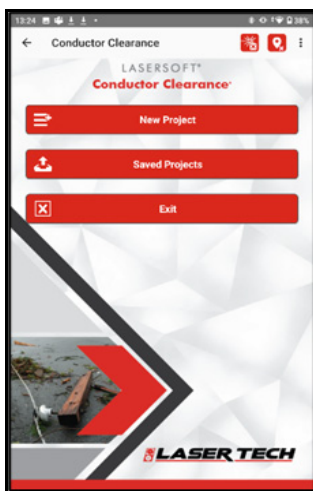 13:24 38%
Conductor Clearance
LASERSOFT®
Conductor Clearance
New Project
Saved Projects
Exit
LASER TECH